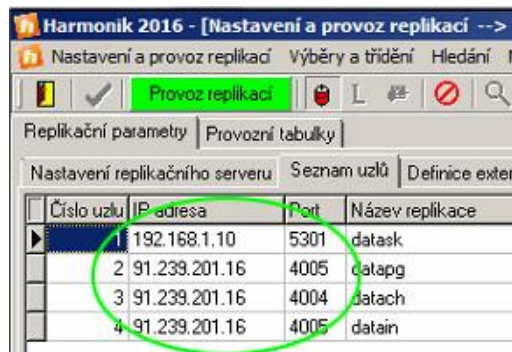 Harmonik 2016 - [Nastavení a provoz replikací -->
Nastavení a provoz replikací Výběry a třídění Hledání
Provoz replikací L
Replikační parametry Provozní tabulky
Nastavení replikačního serveru Seznam uzlů Definice exter
Číslo uzlu IP adresa Port Název replikace
1 192.168.1.10 5301 datask
2 91.239.201.16 4005 datapg
3 91.239.201.16 4004 datach
4 91.239.201.16 4005 datain